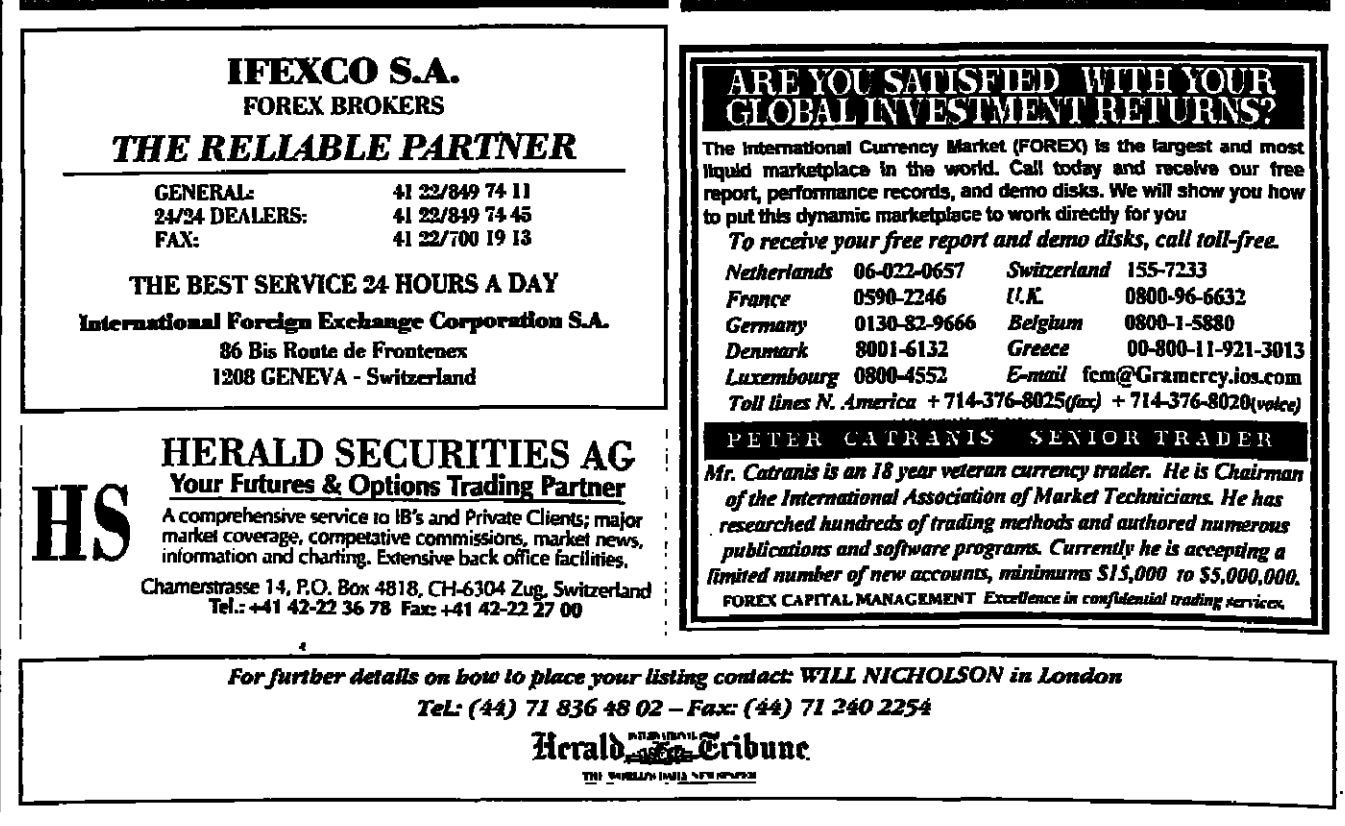 IFEXCO S.A.
FOREX BROKERS
THE RELIABLE PARTNER
GENERAL: 41 22/849 74 11
24/24 DEALERS: 41 22/849 74 45
FAX: 41 22/700 19 13
THE BEST SERVICE 24 HOURS A DAY
International Foreign Exchange Corporation S.A.
86 Bis Route de Frontenex
1208 GENEVA - Switzerland
HS
HERALD SECURITIES AG
Your Futures & Options Trading Partner
A comprehensive service to IB's and Private Clients; major
market coverage, competative commissions, market news,
information and charting. Extensive back office facilities,
Chamerstrasse 14, P.O. Box 4818, CH-6304 Zug, Switzerland
Tel.: +41 42-22 36 78 Fax: +41 42-22 27 00
ARE YOU SATISFIED WITH YOUR
GLOBAL INVESTMENT RETURNS?
The International Currency Market (FOREX) is the largest and most
liquid marketplace in the world. Call today and receive our free
report, performance records, and demo disks. We will show you how
to put this dynamic marketplace to work directly for you
To receive your free report and demo disks, call toll-free.
Netherlands 06-022-0657 Switzerland 155-7233
France 0590-2246 U.K. 0800-96-6632
Germany 0130-82-9666 Belgium 0800-1-5880
Denmark 8001-6132 Greece 00-800-11-921-3013
Luxembourg 0800-4552 E-mail fcm@Gramercy.ios.com
Toll lines N. America + 714-376-8025(fax) + 714-376-8020(voice)
PETER CATRANIS SENIOR TRADER
Mr. Catranis is an 18 year veteran currency trader. He is Chairman
of the International Association of Market Technicians. He has
researched hundreds of trading methods and authored numerous
publications and software programs. Currently he is accepting a
limited number of new accounts, minimums $15,000 to $5,000,000.
FOREX CAPITAL MANAGEMENT Excellence in confidential trading services.
For further details on how to place your listing contact: WILL NICHOLSON in London
Tel.: (44) 71 836 48 02 – Fax: (44) 71 240 2254
Herald Tribune
THE WORLD'S DAILY NEWSPAPER